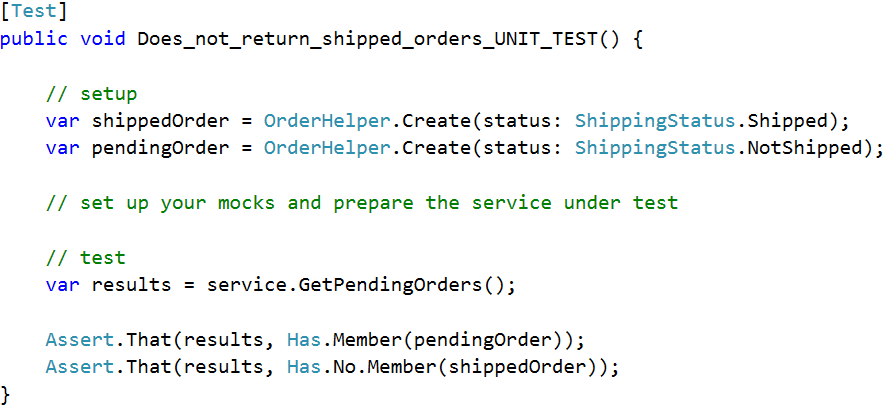 [Test]
public void Does_not_return_shipped_orders_UNIT_TEST() {
// setup
var shippedOrder = OrderHelper.Create(status: ShippingStatus.Shipped);
var pendingOrder = OrderHelper.Create(status: ShippingStatus.NotShipped);
// set up your mocks and prepare the service under test
// test
var results = service.GetPendingOrders();
Assert.That(results, Has.Member(pendingOrder));
Assert.That(results, Has.No.Member(shippedOrder));
}